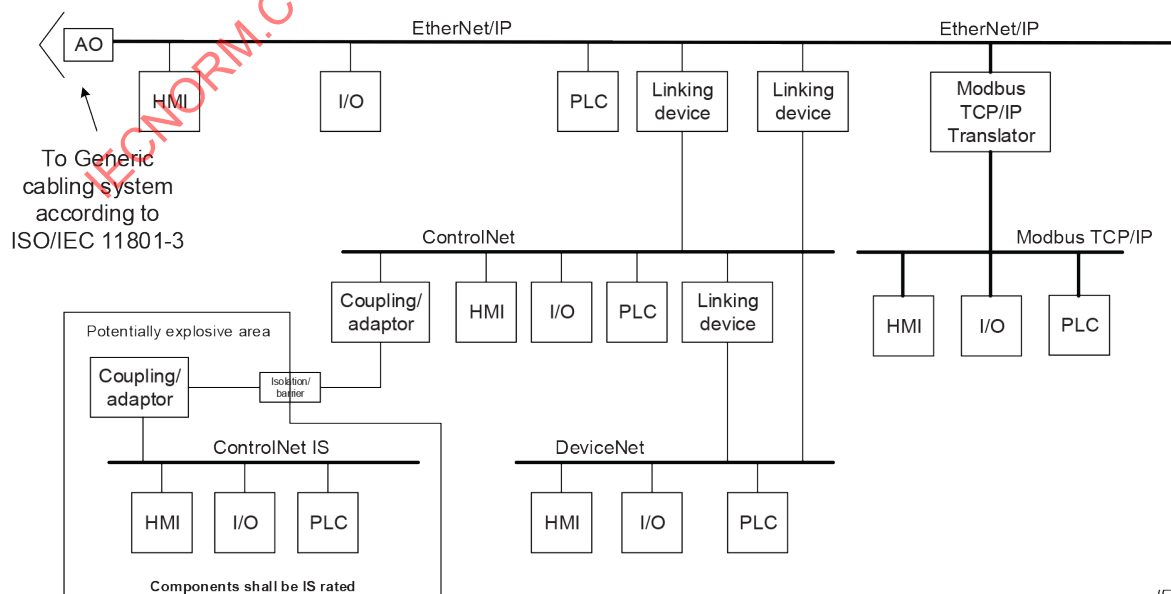 EtherNet/IP
EtherNet/IP
AO
HMI
I/O
PLC
Linking
device
Linking
device
Modbus
TCP/IP
Translator
To Generic
cabling system
according to
ISO/IEC 11801-3
IECNORM.C
ControlNet
Modbus TCP/IP
Coupling/
adaptor
HMI
I/O
PLC
Linking
device
HMI
I/O
PLC
Potentially explosive area
Coupling/
adaptor
Isolation/
barrier
ControlNet IS
DeviceNet
HMI
I/O
PLC
HMI
I/O
PLC
Components shall be IS rated